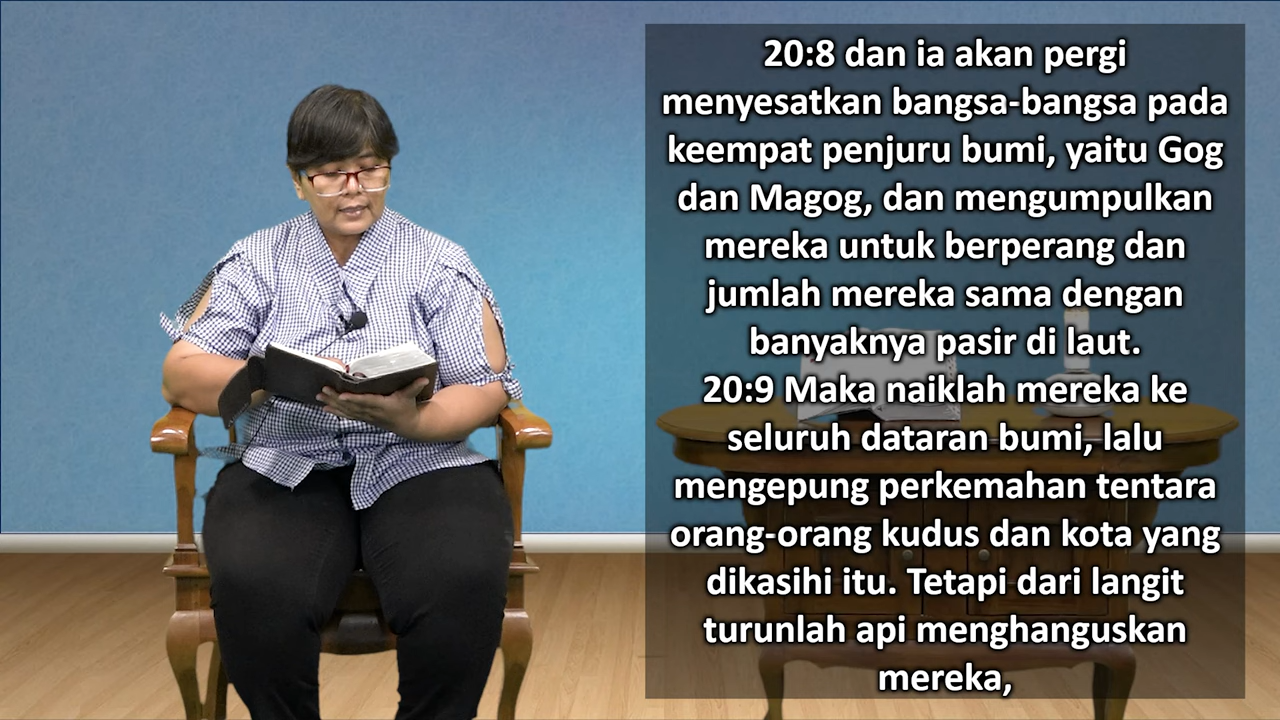 20:8 dan ia akan pergi
menyesatkan bangsa-bangsa pada
keempat penjuru bumi, yaitu Gog
dan Magog, dan mengumpulkan
mereka untuk berperang dan
jumlah mereka sama dengan
banyaknya pasir di laut.
20:9 Maka naiklah mereka ke
seluruh dataran bumi, lalu
mengepung perkemahan tentara
orang-orang kudus dan kota yang
dikasihi itu. Tetapi dari langit
turunlah api menghanguskan
mereka,